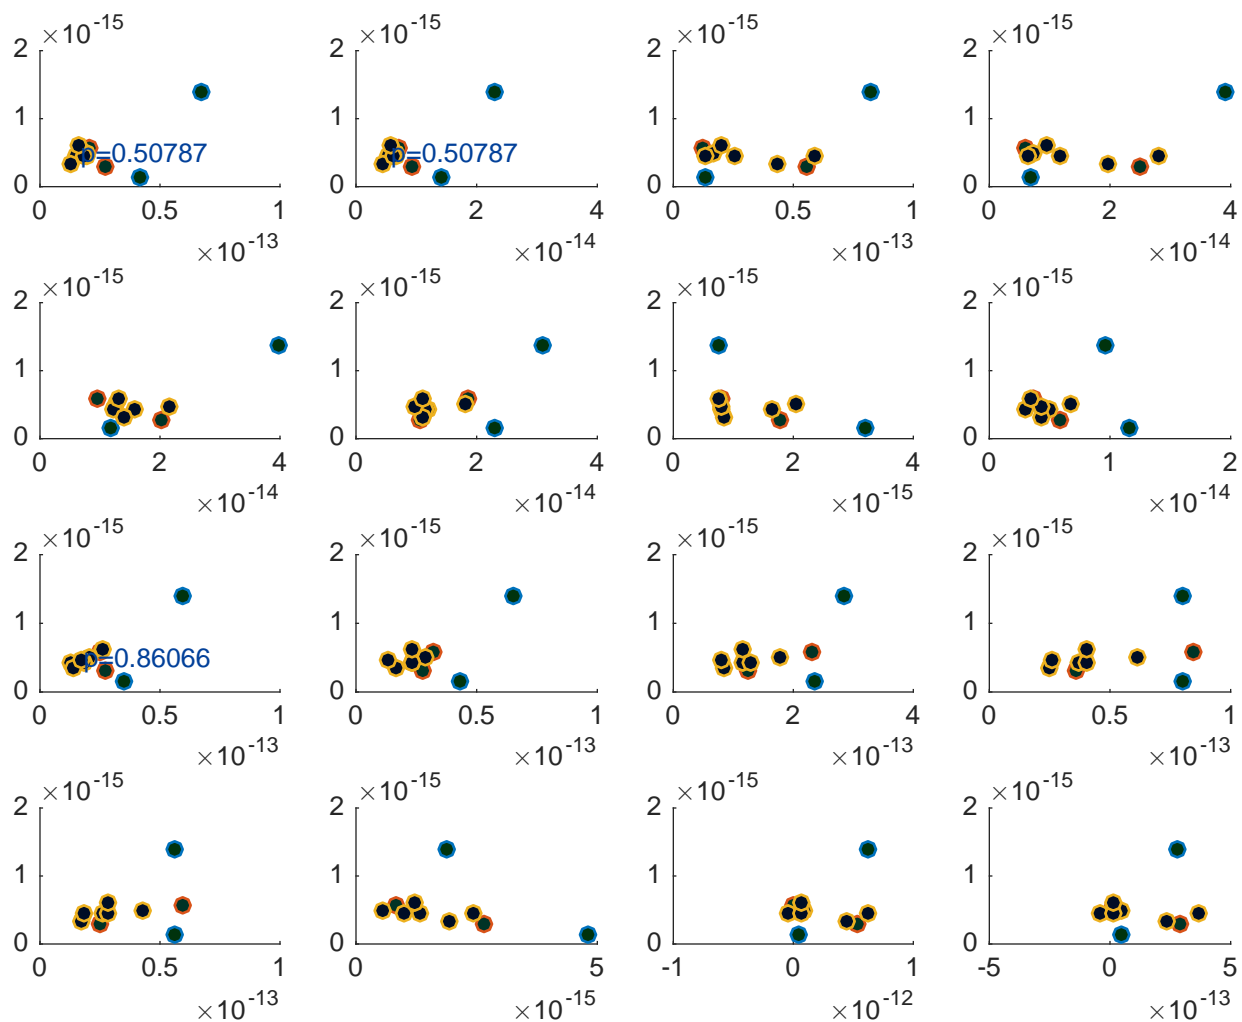 ×10-15 ×10-15 ×10-15 ×10-15
2 2 2 2
1 1 1 1
p=0.50787 p=0.50787
0 0 0 0
0 0.5 1 0 2 4 0 0.5 1 0 2 4
×10-13 ×10-14 ×10-13 ×10-14
×10-15 ×10-15 ×10-15 ×10-15
2 2 2 2
1 1 1 1
0 0 0 0
0 2 4 0 2 4 0 2 4 0 1 2
×10-14 ×10-14 ×10-15 ×10-14
×10-15 ×10-15 ×10-15 ×10-15
2 2 2 2
1 1 1 1
p=0.86066
0 0 0 0
0 0.5 1 0 0.5 1 0 2 4 0 0.5 1
×10-13 ×10-13 ×10-13 ×10-13
×10-15 ×10-15 ×10-15 ×10-15
2 2 2 2
1 1 1 1
0 0 0 0
0 0.5 1 0 5 -1 0 1 -5 0 5
×10-13 ×10-15 ×10-12 ×10-13